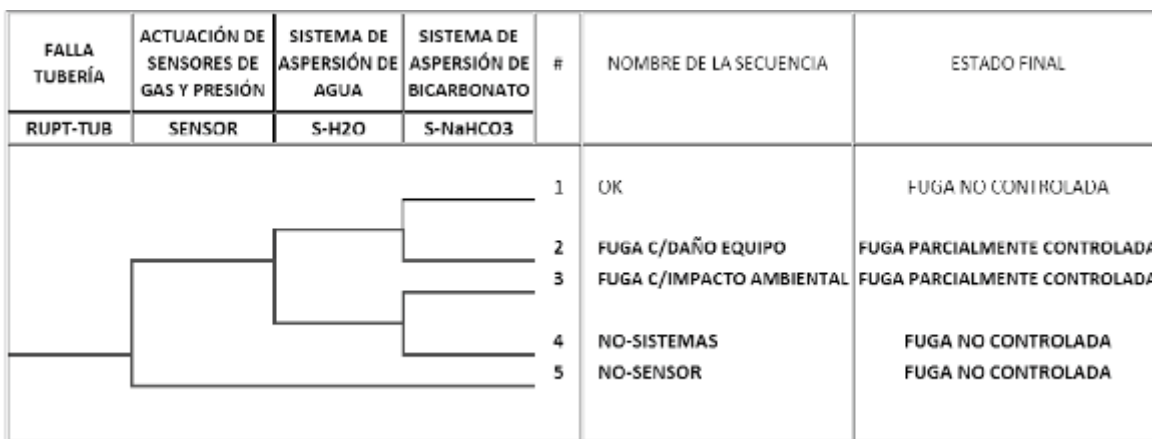 FALLA
TUBERÍA
ACTUACIÓN DE
SENSORES DE
GAS Y PRESIÓN
SISTEMA DE
ASPERSIÓN DE
AGUA
SISTEMA DE
ASPERSIÓN DE
BICARBONATO
#
NOMBRE DE LA SECUENCIA
ESTADO FINAL
RUPT-TUB
SENSOR
S-H2O
S-NaHCO3
1 OK FUGA NO CONTROLADA
2 FUGA C/DAÑO EQUIPO FUGA PARCIALMENTE CONTROLADA
3 FUGA C/IMPACTO AMBIENTAL FUGA PARCIALMENTE CONTROLADA
4 NO-SISTEMAS FUGA NO CONTROLADA
5 NO-SENSOR FUGA NO CONTROLADA